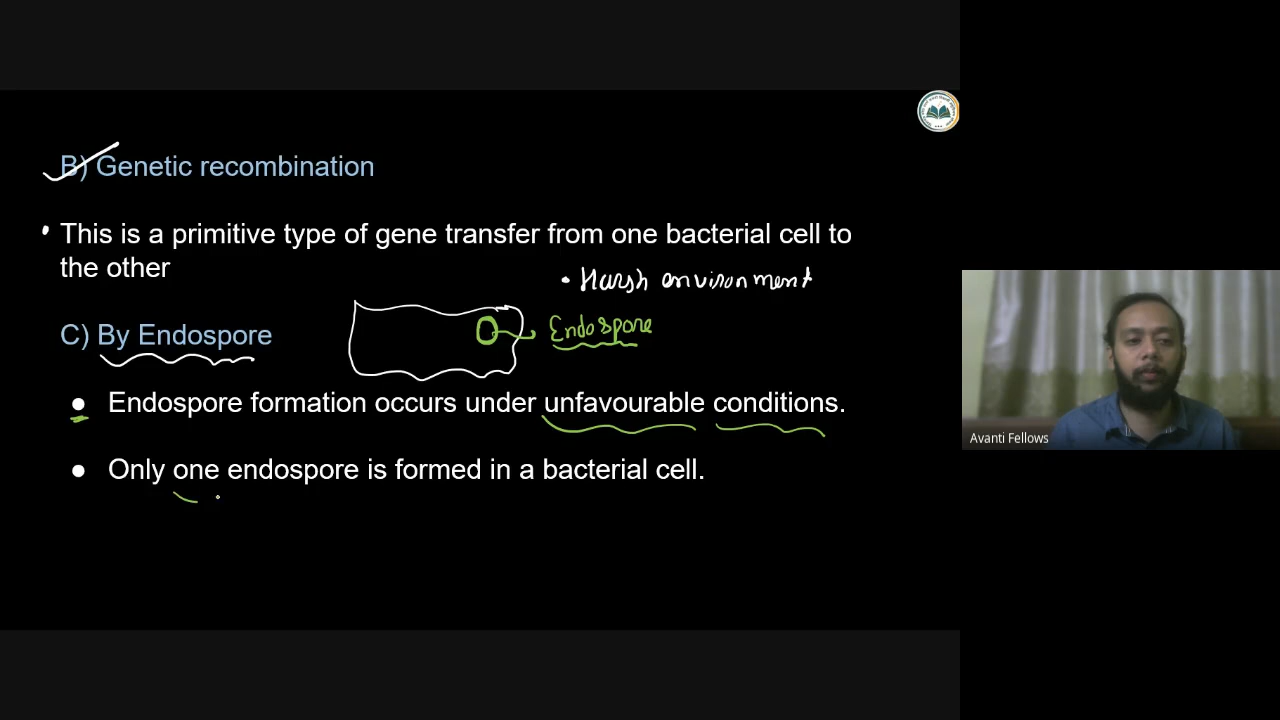 B) Genetic recombination
This is a primitive type of gene transfer from one bacterial cell to
the other
• Harsh environment
C) By Endospore
Endospore
● Endospore formation occurs under unfavourable conditions.
● Only one endospore is formed in a bacterial cell.
Avanti Fellows